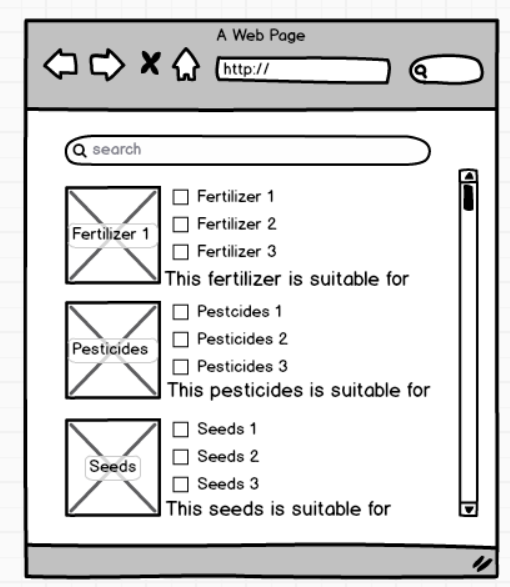 A Web Page
http://
search
Fertilizer 1
Fertilizer 1
Fertilizer 2
Fertilizer 3
This fertilizer is suitable for
Pesticides
Pestcides 1
Pesticides 2
Pesticides 3
This pesticides is suitable for
Seeds
Seeds 1
Seeds 2
Seeds 3
This seeds is suitable for